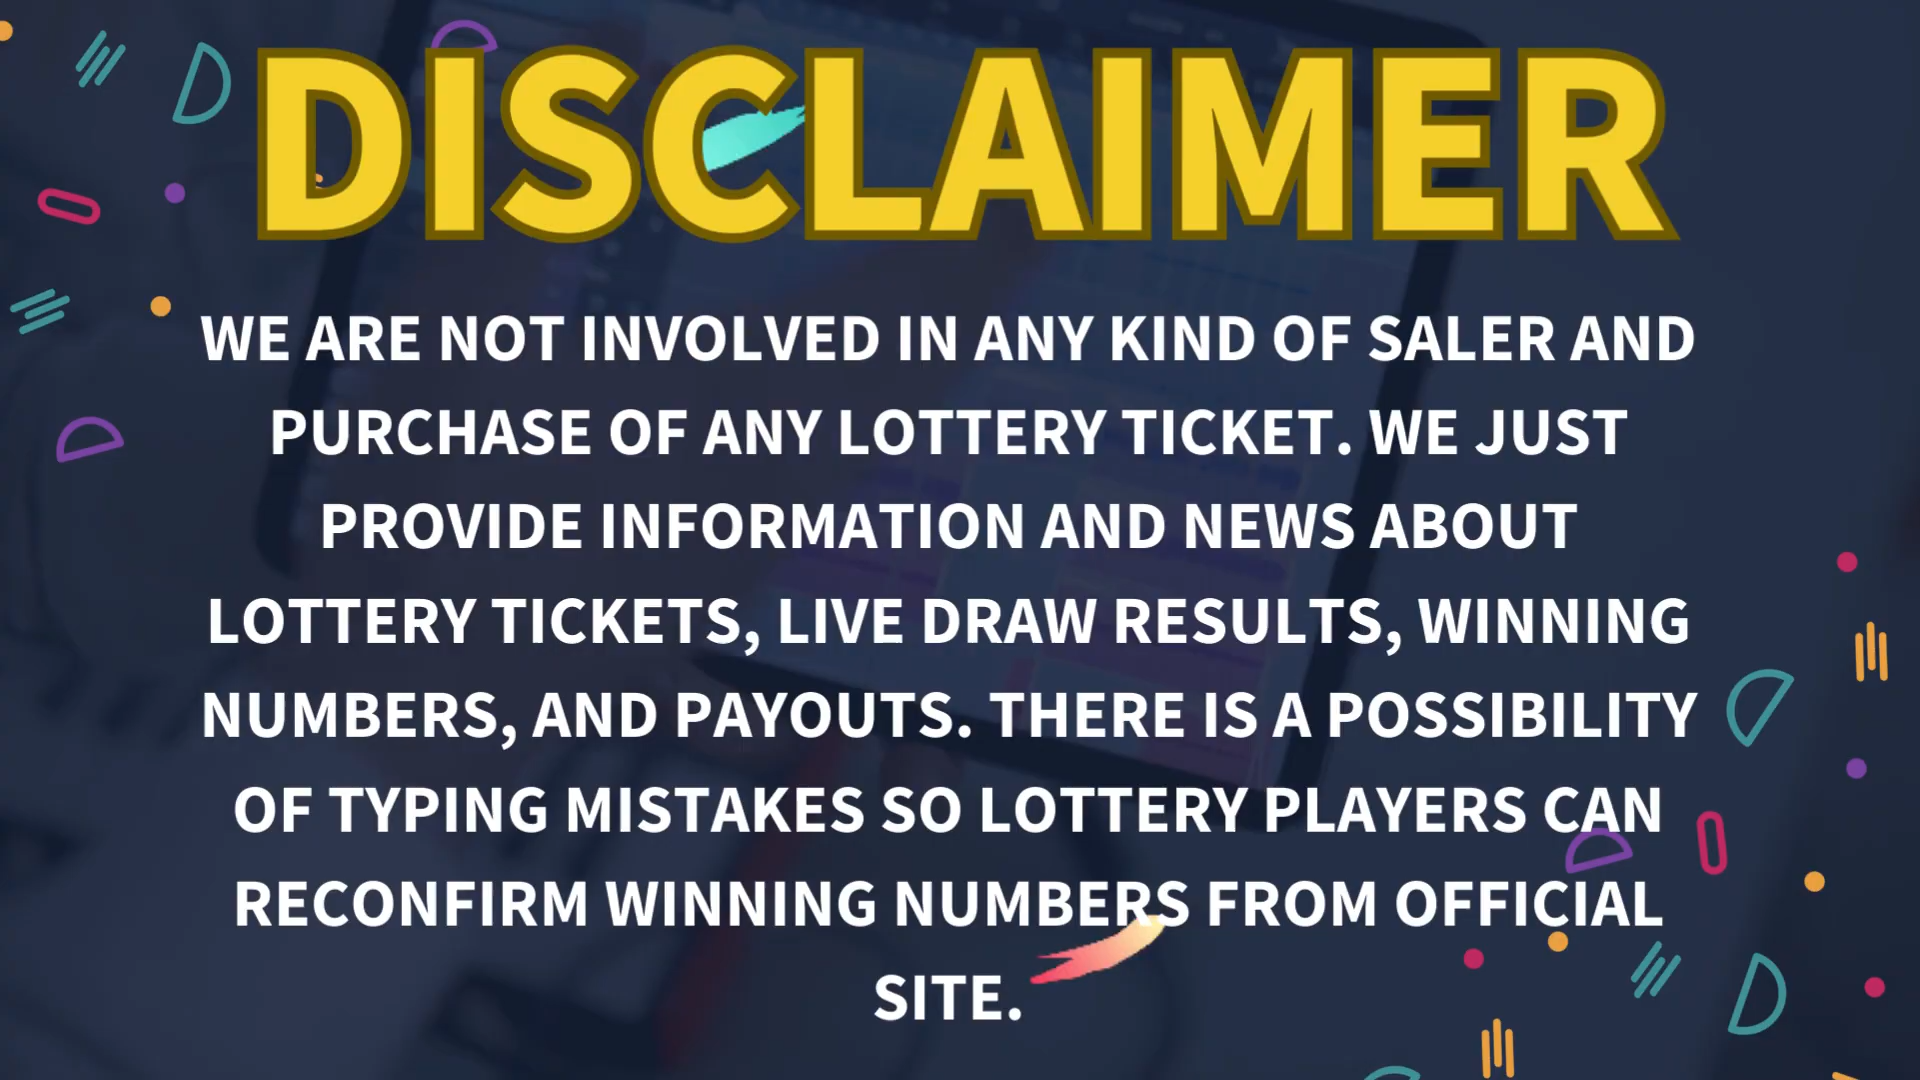 DISCLAIMER
WE ARE NOT INVOLVED IN ANY KIND OF SALER AND
PURCHASE OF ANY LOTTERY TICKET. WE JUST
PROVIDE INFORMATION AND NEWS ABOUT
LOTTERY TICKETS, LIVE DRAW RESULTS, WINNING
NUMBERS, AND PAYOUTS. THERE IS A POSSIBILITY
OF TYPING MISTAKES SO LOTTERY PLAYERS CAN
RECONFIRM WINNING NUMBERS FROM OFFICIAL
SITE.